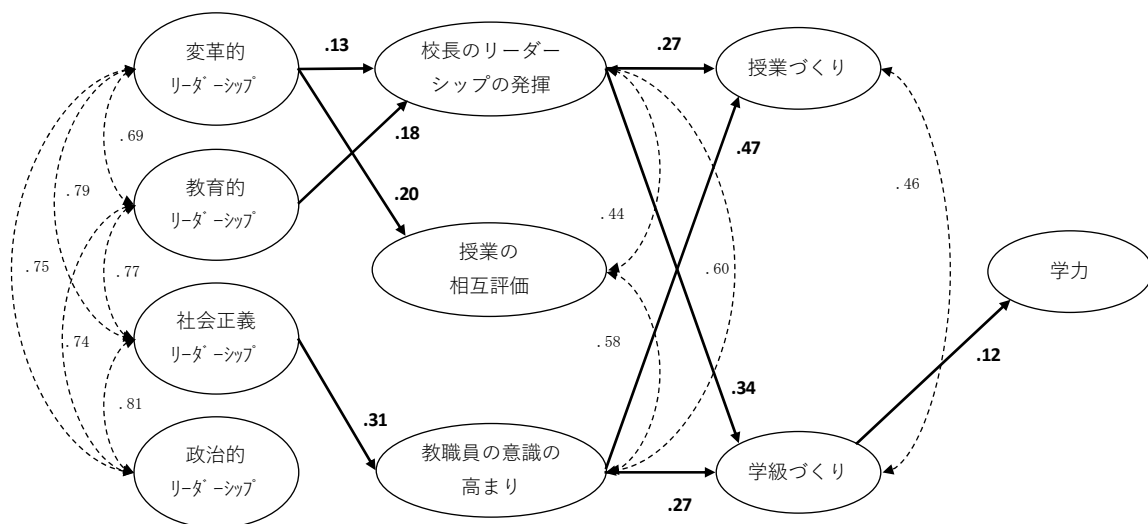 変革的
ﾘｰﾀﾞｰｼｯﾌﾟ
.13
校長のリーダー
シップの発揮
.27
授業づくり
.69
.18
.47
.79
教育的
ﾘｰﾀﾞｰｼｯﾌﾟ
.20
.44
.46
授業の
相互評価
.75
.77
.60
学力
社会正義
ﾘｰﾀﾞｰｼｯﾌﾟ
.74
.58
.12
.81
.31
.34
政治的
ﾘｰﾀﾞｰｼｯﾌﾟ
教職員の意識の
高まり
.27
学級づくり